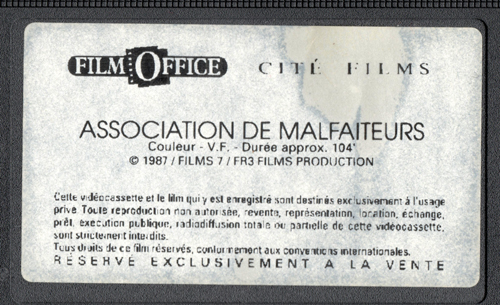 FILM OFFICE CITÉ FILMS
ASSOCIATION DE MALFAITEURS
Couleur - V.F. - Durée approx. 104'
© 1987 / FILMS 7 / FR3 FILMS PRODUCTION
Cette vidéocassette et le film qui y est enregistré sont destinés exclusivement à l'usage
privé. Toute reproduction non autorisée, revente, représentation, location, échange,
prêt, exécution publique, radiodiffusion totale ou partielle de cette vidéocassette,
sont strictement interdits.
Tous droits de ce film réservés, conformément aux conventions internationales.
RÉSERVÉ EXCLUSIVEMENT A LA VENTE